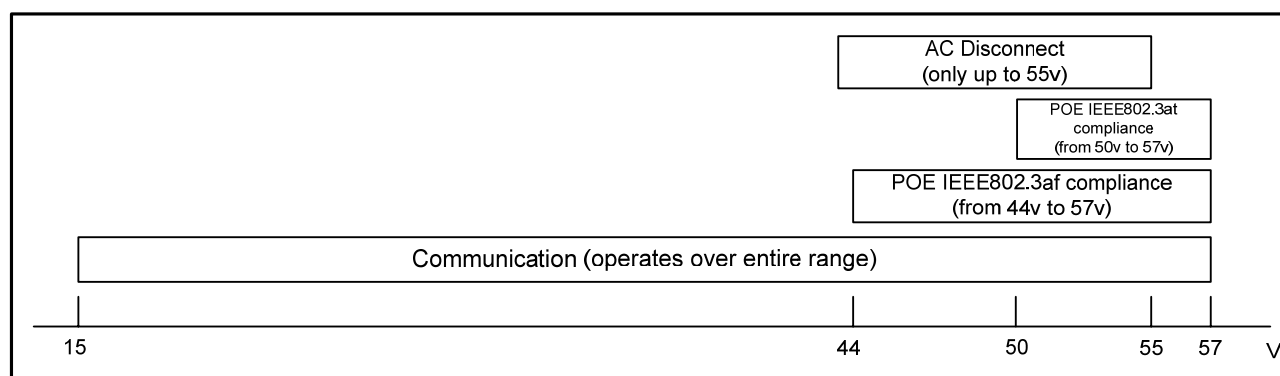 AC Disconnect
(only up to 55v)
POE IEEE802.3at
compliance
(from 50v to 57v)
POE IEEE802.3af compliance
(from 44v to 57v)
Communication (operates over entire range)
15 44 50 55 57 V